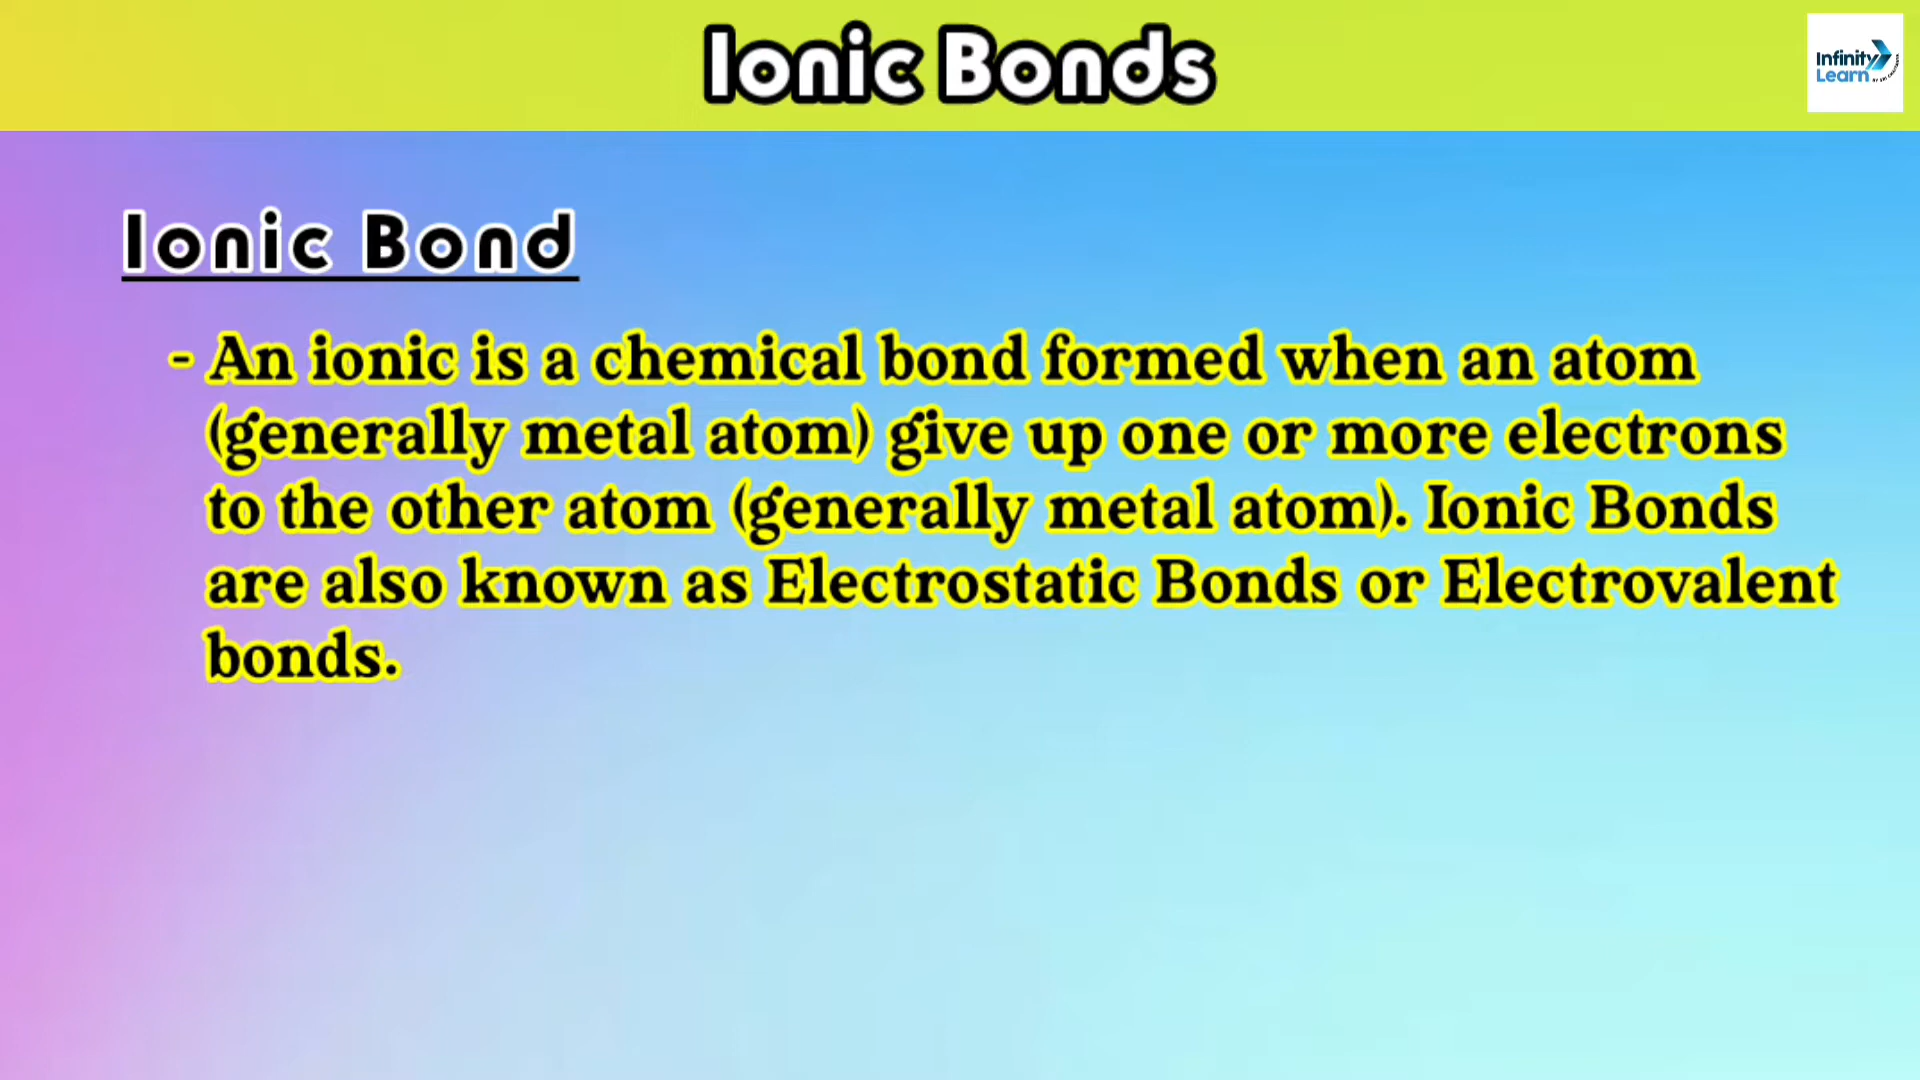 Ionic Bonds
Infinity
Learn
Ionic Bond
- An ionic is a chemical bond formed when an atom
(generally metal atom) give up one or more electrons
to the other atom (generally metal atom). Ionic Bonds
are also known as Electrostatic Bonds or Electrovalent
bonds.